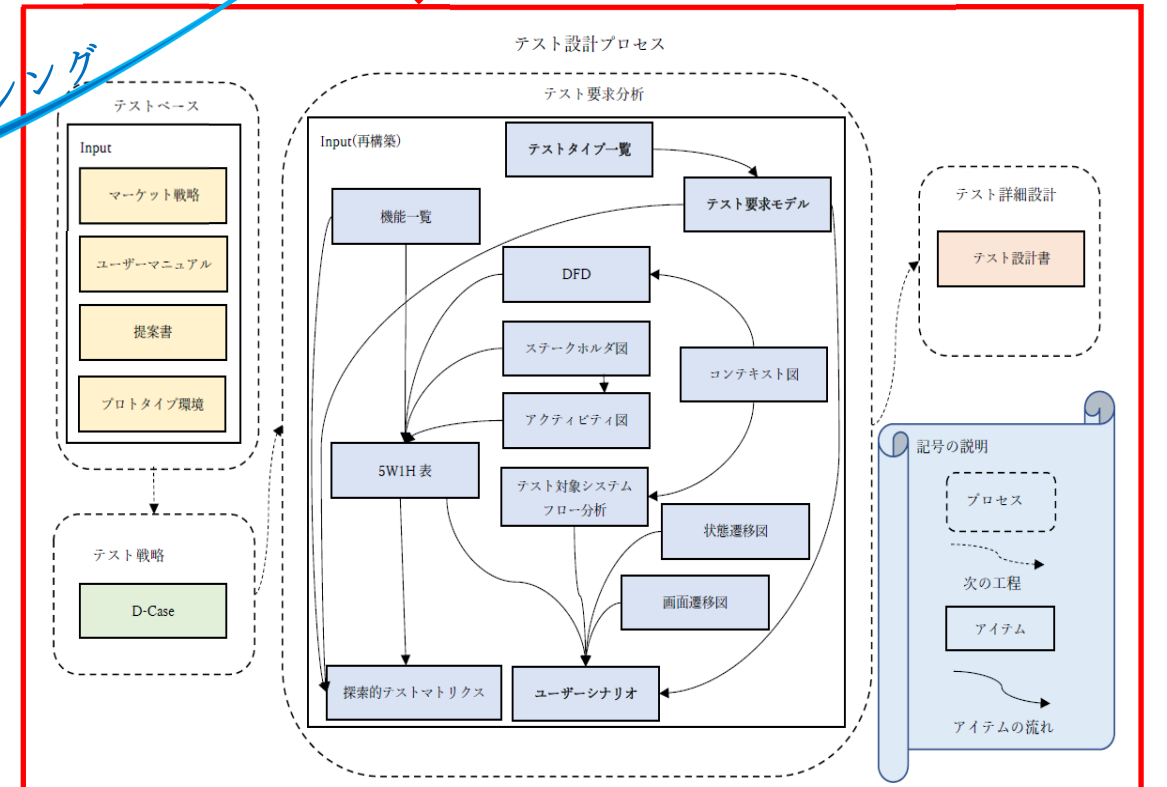 テスト設計プロセス
ング
テストベース
Input
マーケット戦略
ユーザーマニュアル
提案書
プロトタイプ環境
テスト戦略
D-Case
テスト要求分析
Input(再構築)
テストタイプ一覧
テスト要求モデル
機能一覧
DFD
ステークホルダ図
コンテキスト図
アクティビティ図
5W1H 表
テスト対象システム
フロー分析
状態遷移図
画面遷移図
探索的テストマトリクス
ユーザーシナリオ
テスト詳細設計
テスト設計書
記号の説明
プロセス
次の工程
アイテム
アイテムの流れ